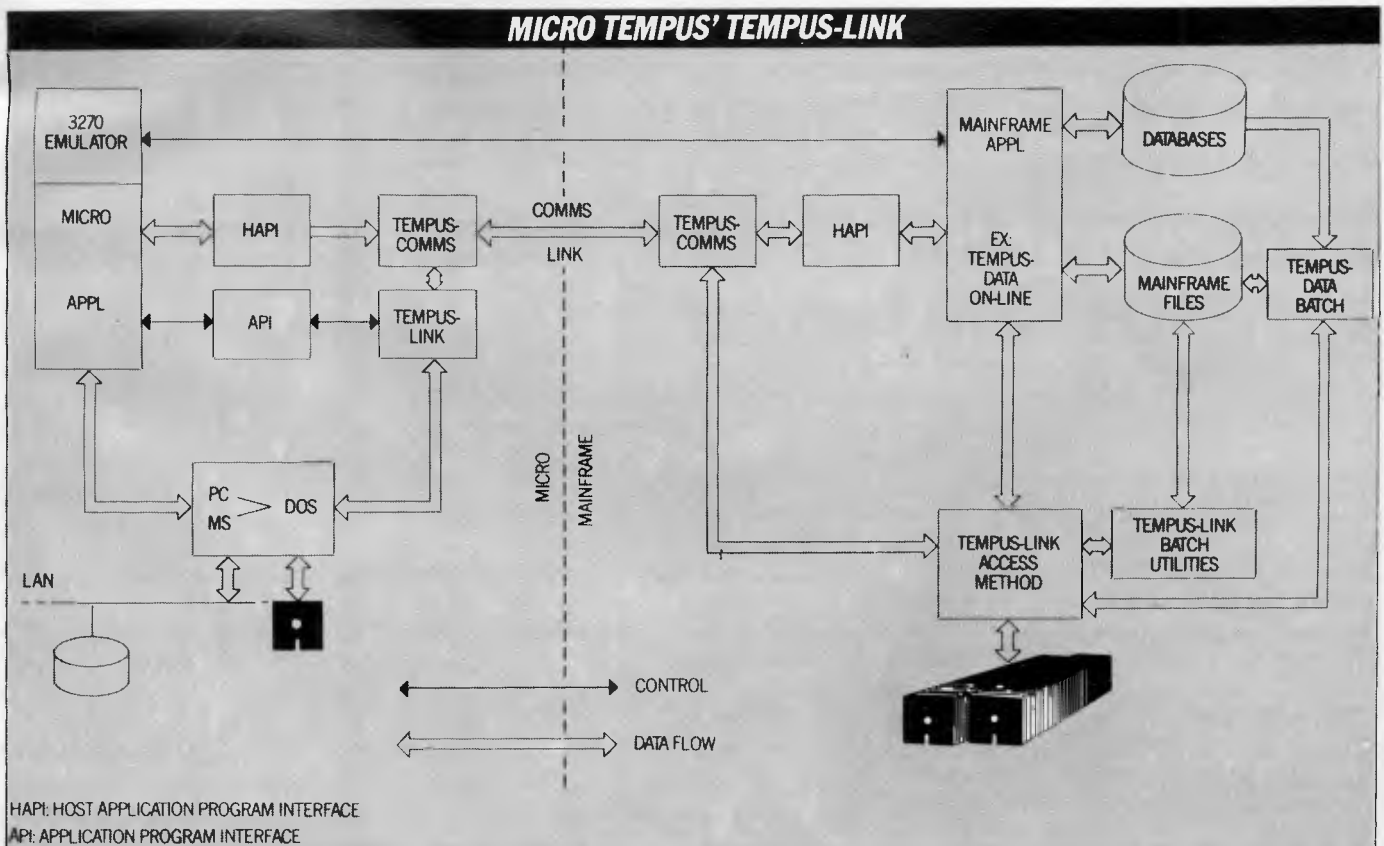 MICRO TEMPUS' TEMPUS-LINK
3270
EMULATOR
MICRO
APPL
HAPI
API
TEMPUS-
COMMS
TEMPUS-
LINK
COMMS
LINK
TEMPUS-
COMMS
HAPI
MAINFRAME
APPL
EX:
TEMPUS-
DATA
ON-LINE
DATABASES
MAINFRAME
FILES
TEMPUS-
DATA
BATCH
PC
MS
DOS
MICRO
MAINFRAME
LAN
TEMPUS-LINK
ACCESS
METHOD
TEMPUS-LINK
BATCH
UTILITIES
CONTROL
DATA FLOW
HAPI: HOST APPLICATION PROGRAM INTERFACE
API: APPLICATION PROGRAM INTERFACE